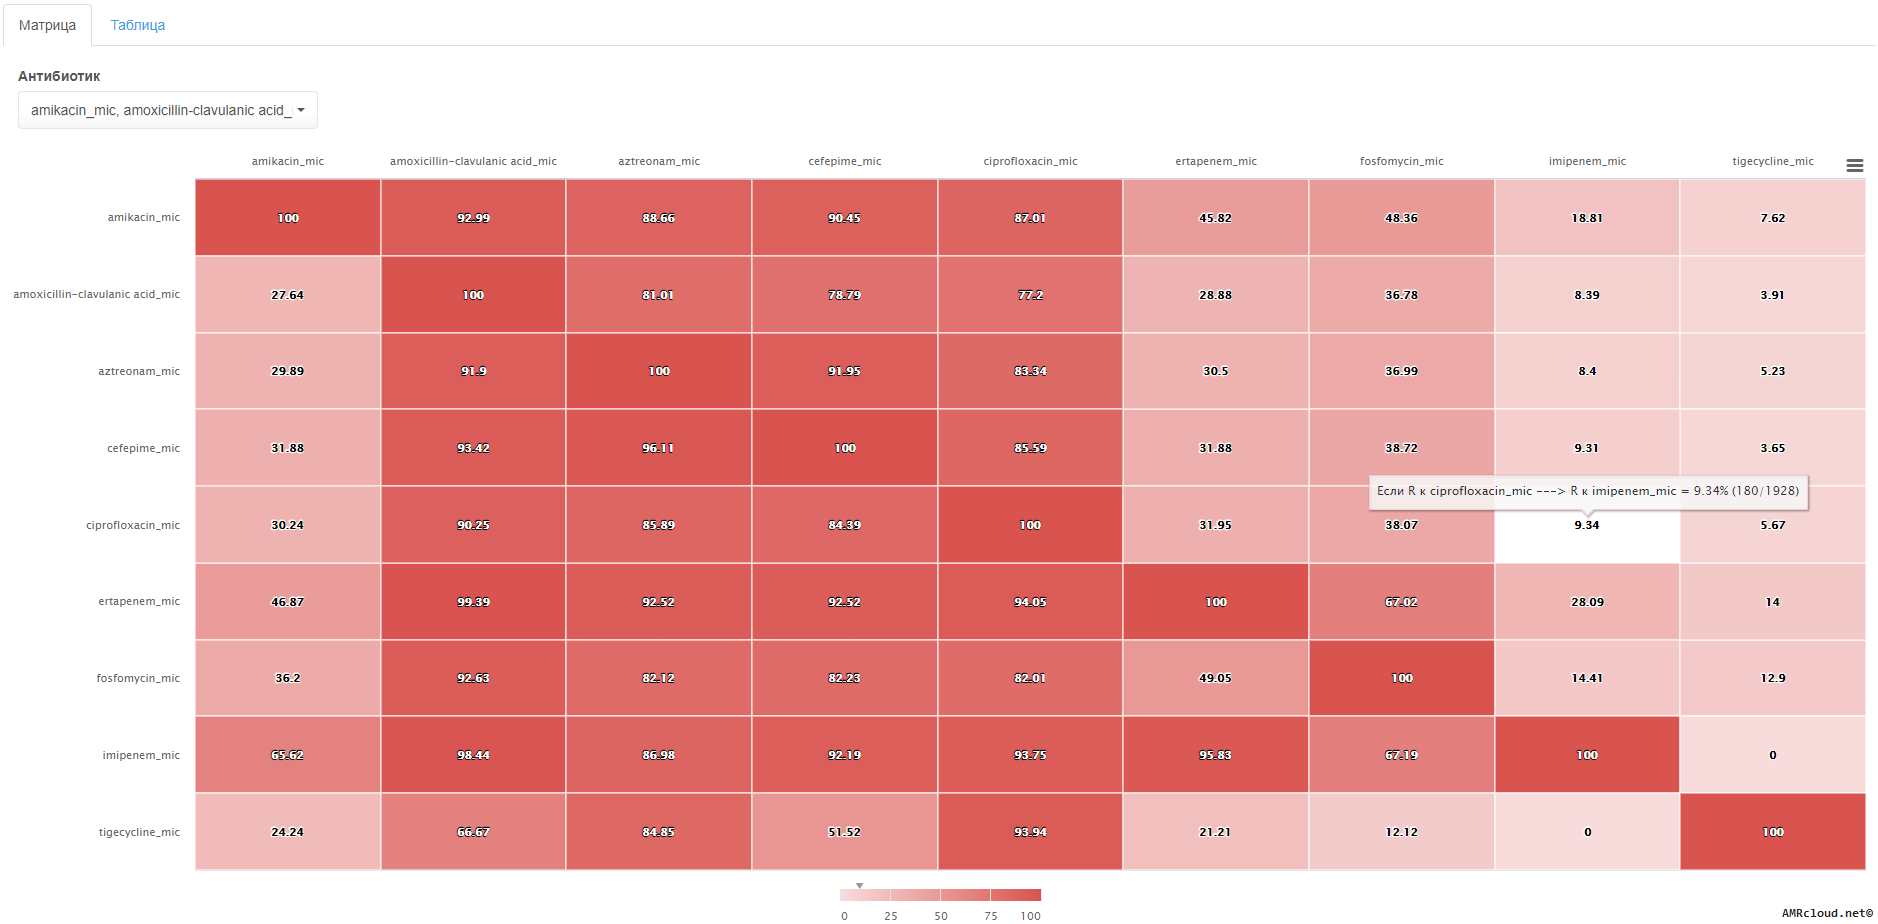 Матрица Таблица
Антибиотик
amikacin_mic, amoxicillin-clavulanic acid_
amikacin_mic amoxicillin-clavulanic acid_mic aztreonam_mic cefepime_mic ciprofloxacin_mic ertapenem_mic fosfomycin_mic imipenem_mic tigecycline_mic
amikacin_mic 100 92.99 88.66 90.45 87.01 45.82 48.36 18.81 7.62
amoxicillin-clavulanic acid_mic 27.64 100 81.01 78.79 77.2 28.88 36.78 8.39 3.91
aztreonam_mic 29.89 91.9 100 91.95 83.34 30.5 36.99 8.4 5.23
cefepime_mic 31.88 93.42 96.11 100 85.59 31.88 38.72 9.31 3.65
Если R к ciprofloxacin_mic ---> R к imipenem_mic = 9.34% (180/1928)
ciprofloxacin_mic 30.24 90.25 85.89 84.39 100 31.95 38.07 9.34 5.67
ertapenem_mic 46.87 99.39 92.52 92.52 94.05 100 67.02 28.09 14
fosfomycin_mic 36.2 92.63 82.12 82.23 82.01 49.05 100 14.41 12.9
imipenem_mic 65.62 98.44 86.98 92.19 93.75 95.83 67.19 100 0
tigecycline_mic 24.24 66.67 84.85 51.52 93.94 21.21 12.12 0 100
0 25 50 75 100
AMRcloud.net©